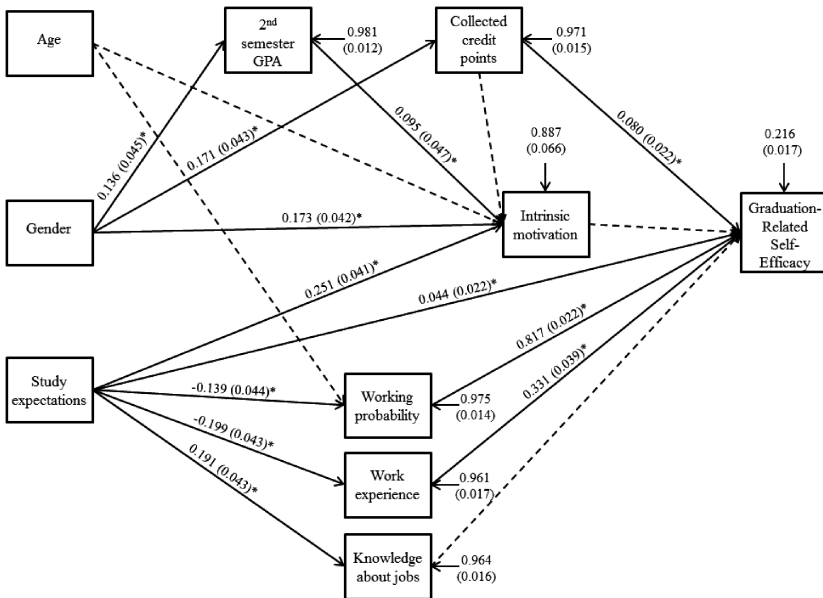 Age
2nd
semester
GPA
0.981
(0.012)
Collected
credit
points
0.971
(0.015)
0.136 (0.045)*
0.171 (0.043)*
0.095 (0.047)*
0.080 (0.022)*
0.887
(0.066)
0.216
(0.017)
Gender
0.173 (0.042)*
Intrinsic
motivation
Graduation-
Related
Self-
Efficacy
0.251 (0.041)*
0.044 (0.022)*
0.817 (0.022)*
0.331 (0.039)*
Study
expectations
-0.139 (0.044)*
Working
probability
0.975
(0.014)
-0.199 (0.043)*
Work
experience
0.961
(0.017)
0.191 (0.043)*
Knowledge
about jobs
0.964
(0.016)